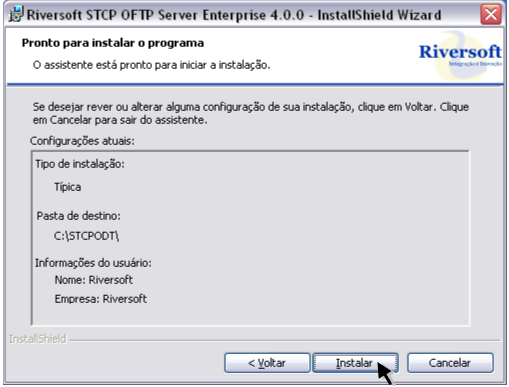 Riversoft STCP OFTP Server Enterprise 4.0.0 - InstallShield Wizard
Pronto para instalar o programa
O assistente está pronto para iniciar a instalação.
Riversoft
Integração e Inovação
Se desejar rever ou alterar alguma configuração de sua instalação, clique em Voltar. Clique
em Cancelar para sair do assistente.
Configurações atuais:
Tipo de instalação:
Típica
Pasta de destino:
C:\STCPODT\
Informações do usuário:
Nome: Riversoft
Empresa: Riversoft
InstallShield
< Voltar
Instalar
Cancelar